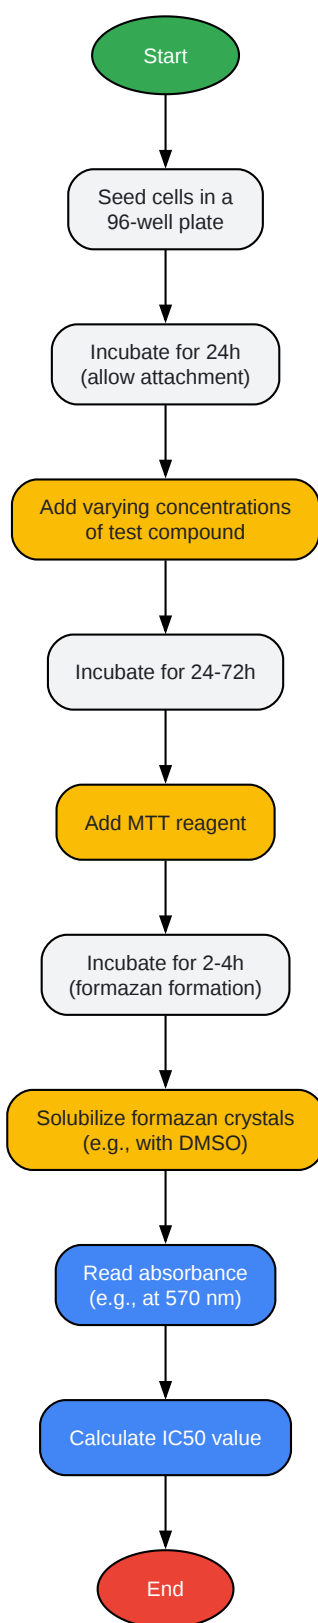 Start
Seed cells in a
96-well plate
Incubate for 24h
(allow attachment)
Add varying concentrations
of test compound
Incubate for 24-72h
Add MTT reagent
Incubate for 2-4h
(formazan formation)
Solubilize formazan crystals
(e.g., with DMSO)
Read absorbance
(e.g., at 570 nm)
Calculate IC50 value
End